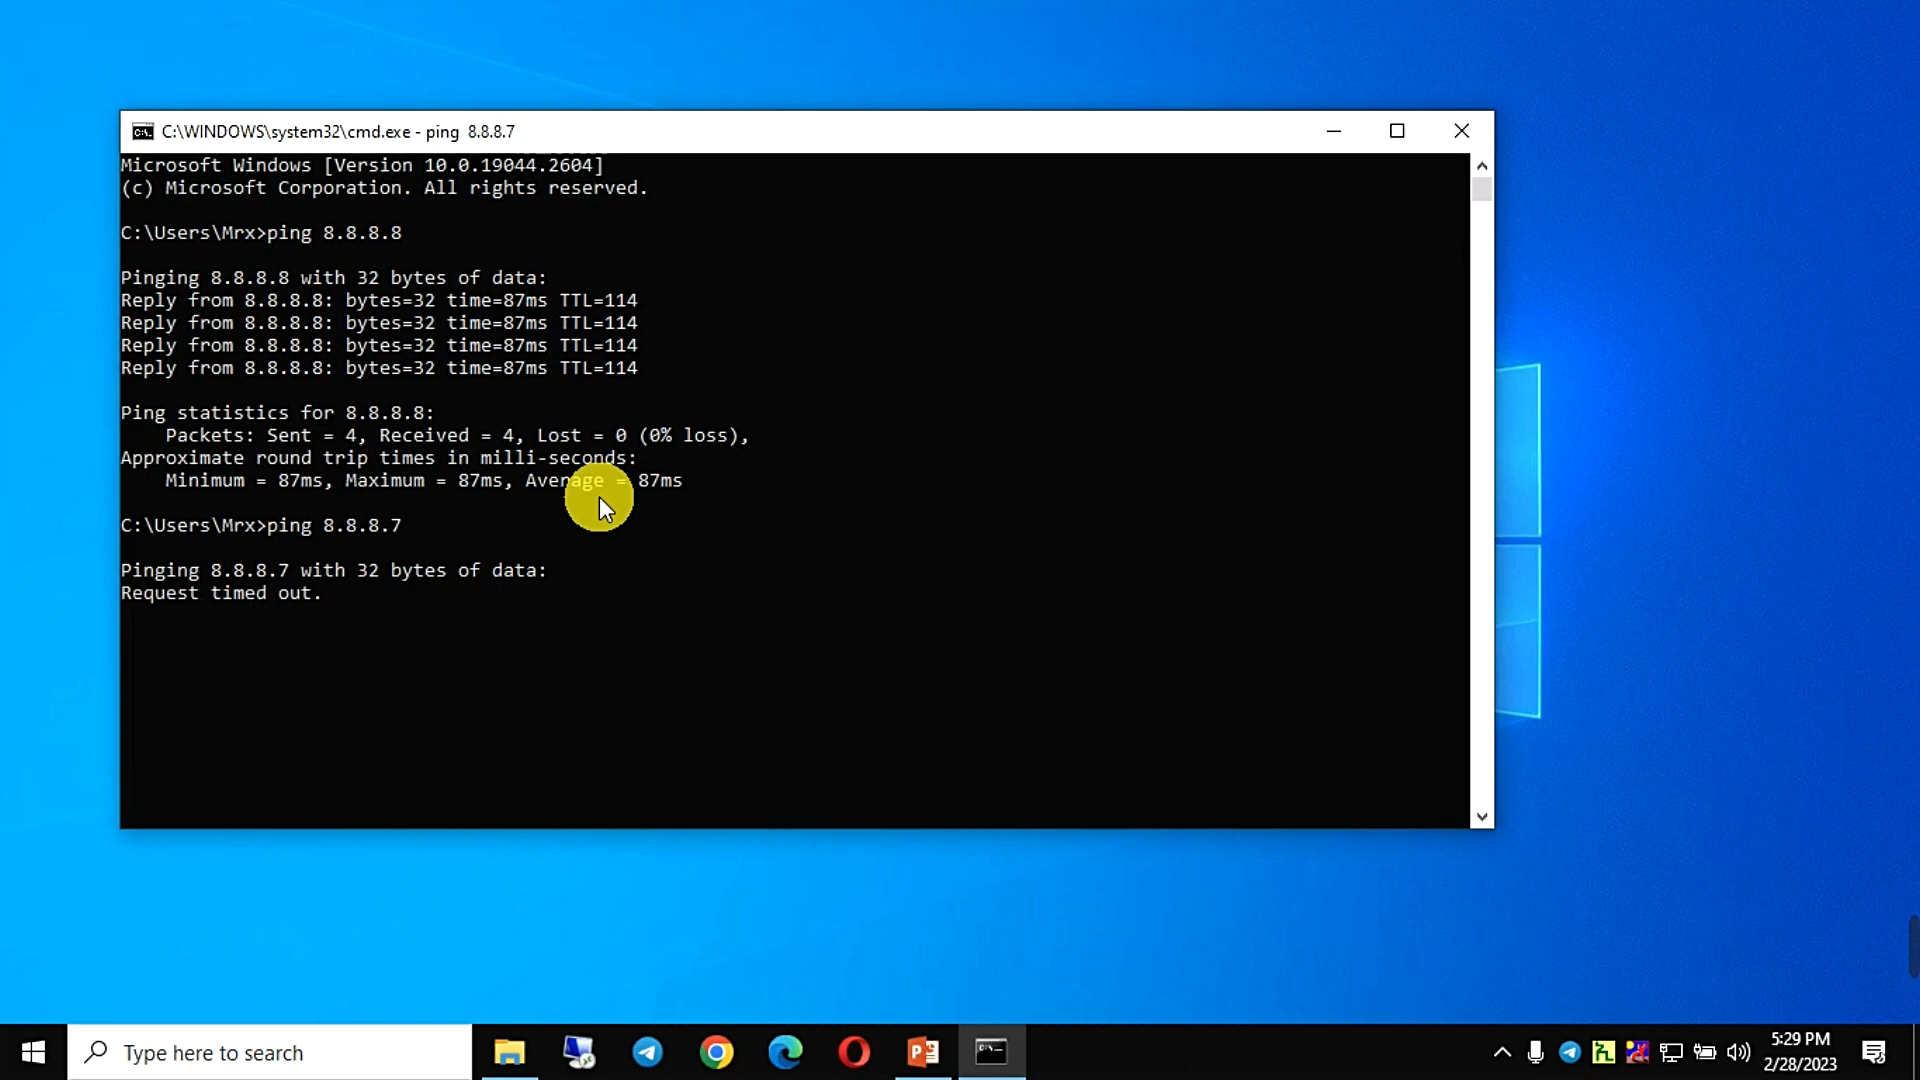 C:\WINDOWS\system32\cmd.exe - ping  8.8.8.7
Microsoft Windows [Version 10.0.19044.2604]
(c) Microsoft Corporation. All rights reserved.
C:\Users\Mrx>ping 8.8.8.8
Pinging 8.8.8.8 with 32 bytes of data:
Reply from 8.8.8.8: bytes=32 time=87ms TTL=114
Reply from 8.8.8.8: bytes=32 time=87ms TTL=114
Reply from 8.8.8.8: bytes=32 time=87ms TTL=114
Reply from 8.8.8.8: bytes=32 time=87ms TTL=114
Ping statistics for 8.8.8.8:
    Packets: Sent = 4, Received = 4, Lost = 0 (0% loss),
Approximate round trip times in milli-seconds:
    Minimum = 87ms, Maximum = 87ms, Average = 87ms
C:\Users\Mrx>ping 8.8.8.7
Pinging 8.8.8.7 with 32 bytes of data:
Request timed out.
Type here to search
5:29 PM
2/28/2023